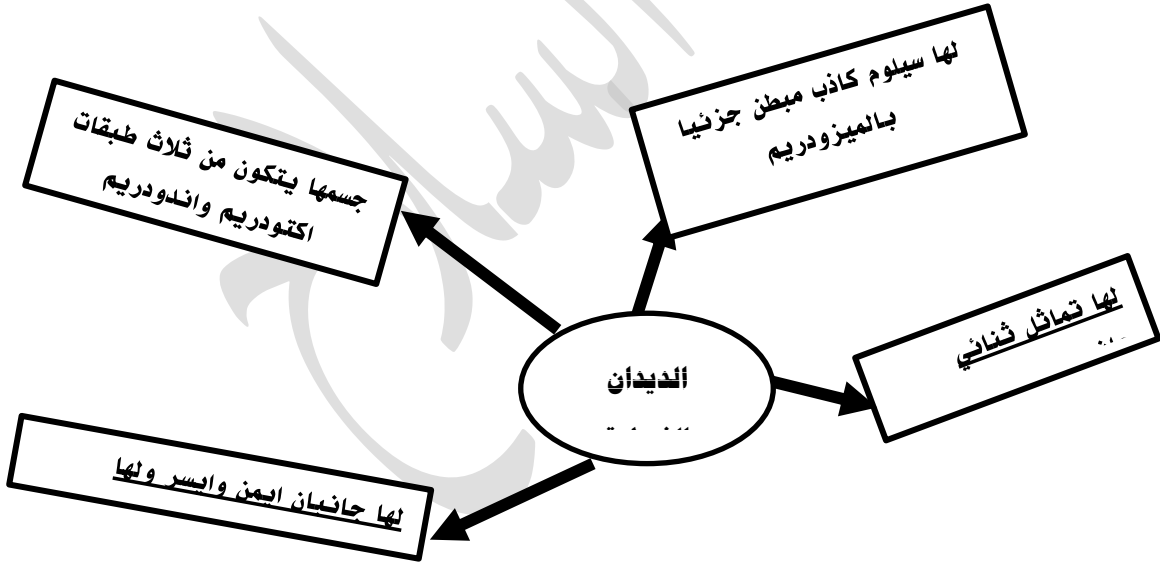 لها سيلوم كاذب مبطن جزئيا
بالميزودريم
جسمها يتكون من ثلاث طبقات
اكتودريم واندودريم
لها تماثل ثنائي
الديدان
لها جانبان ايمن وايسر ولها